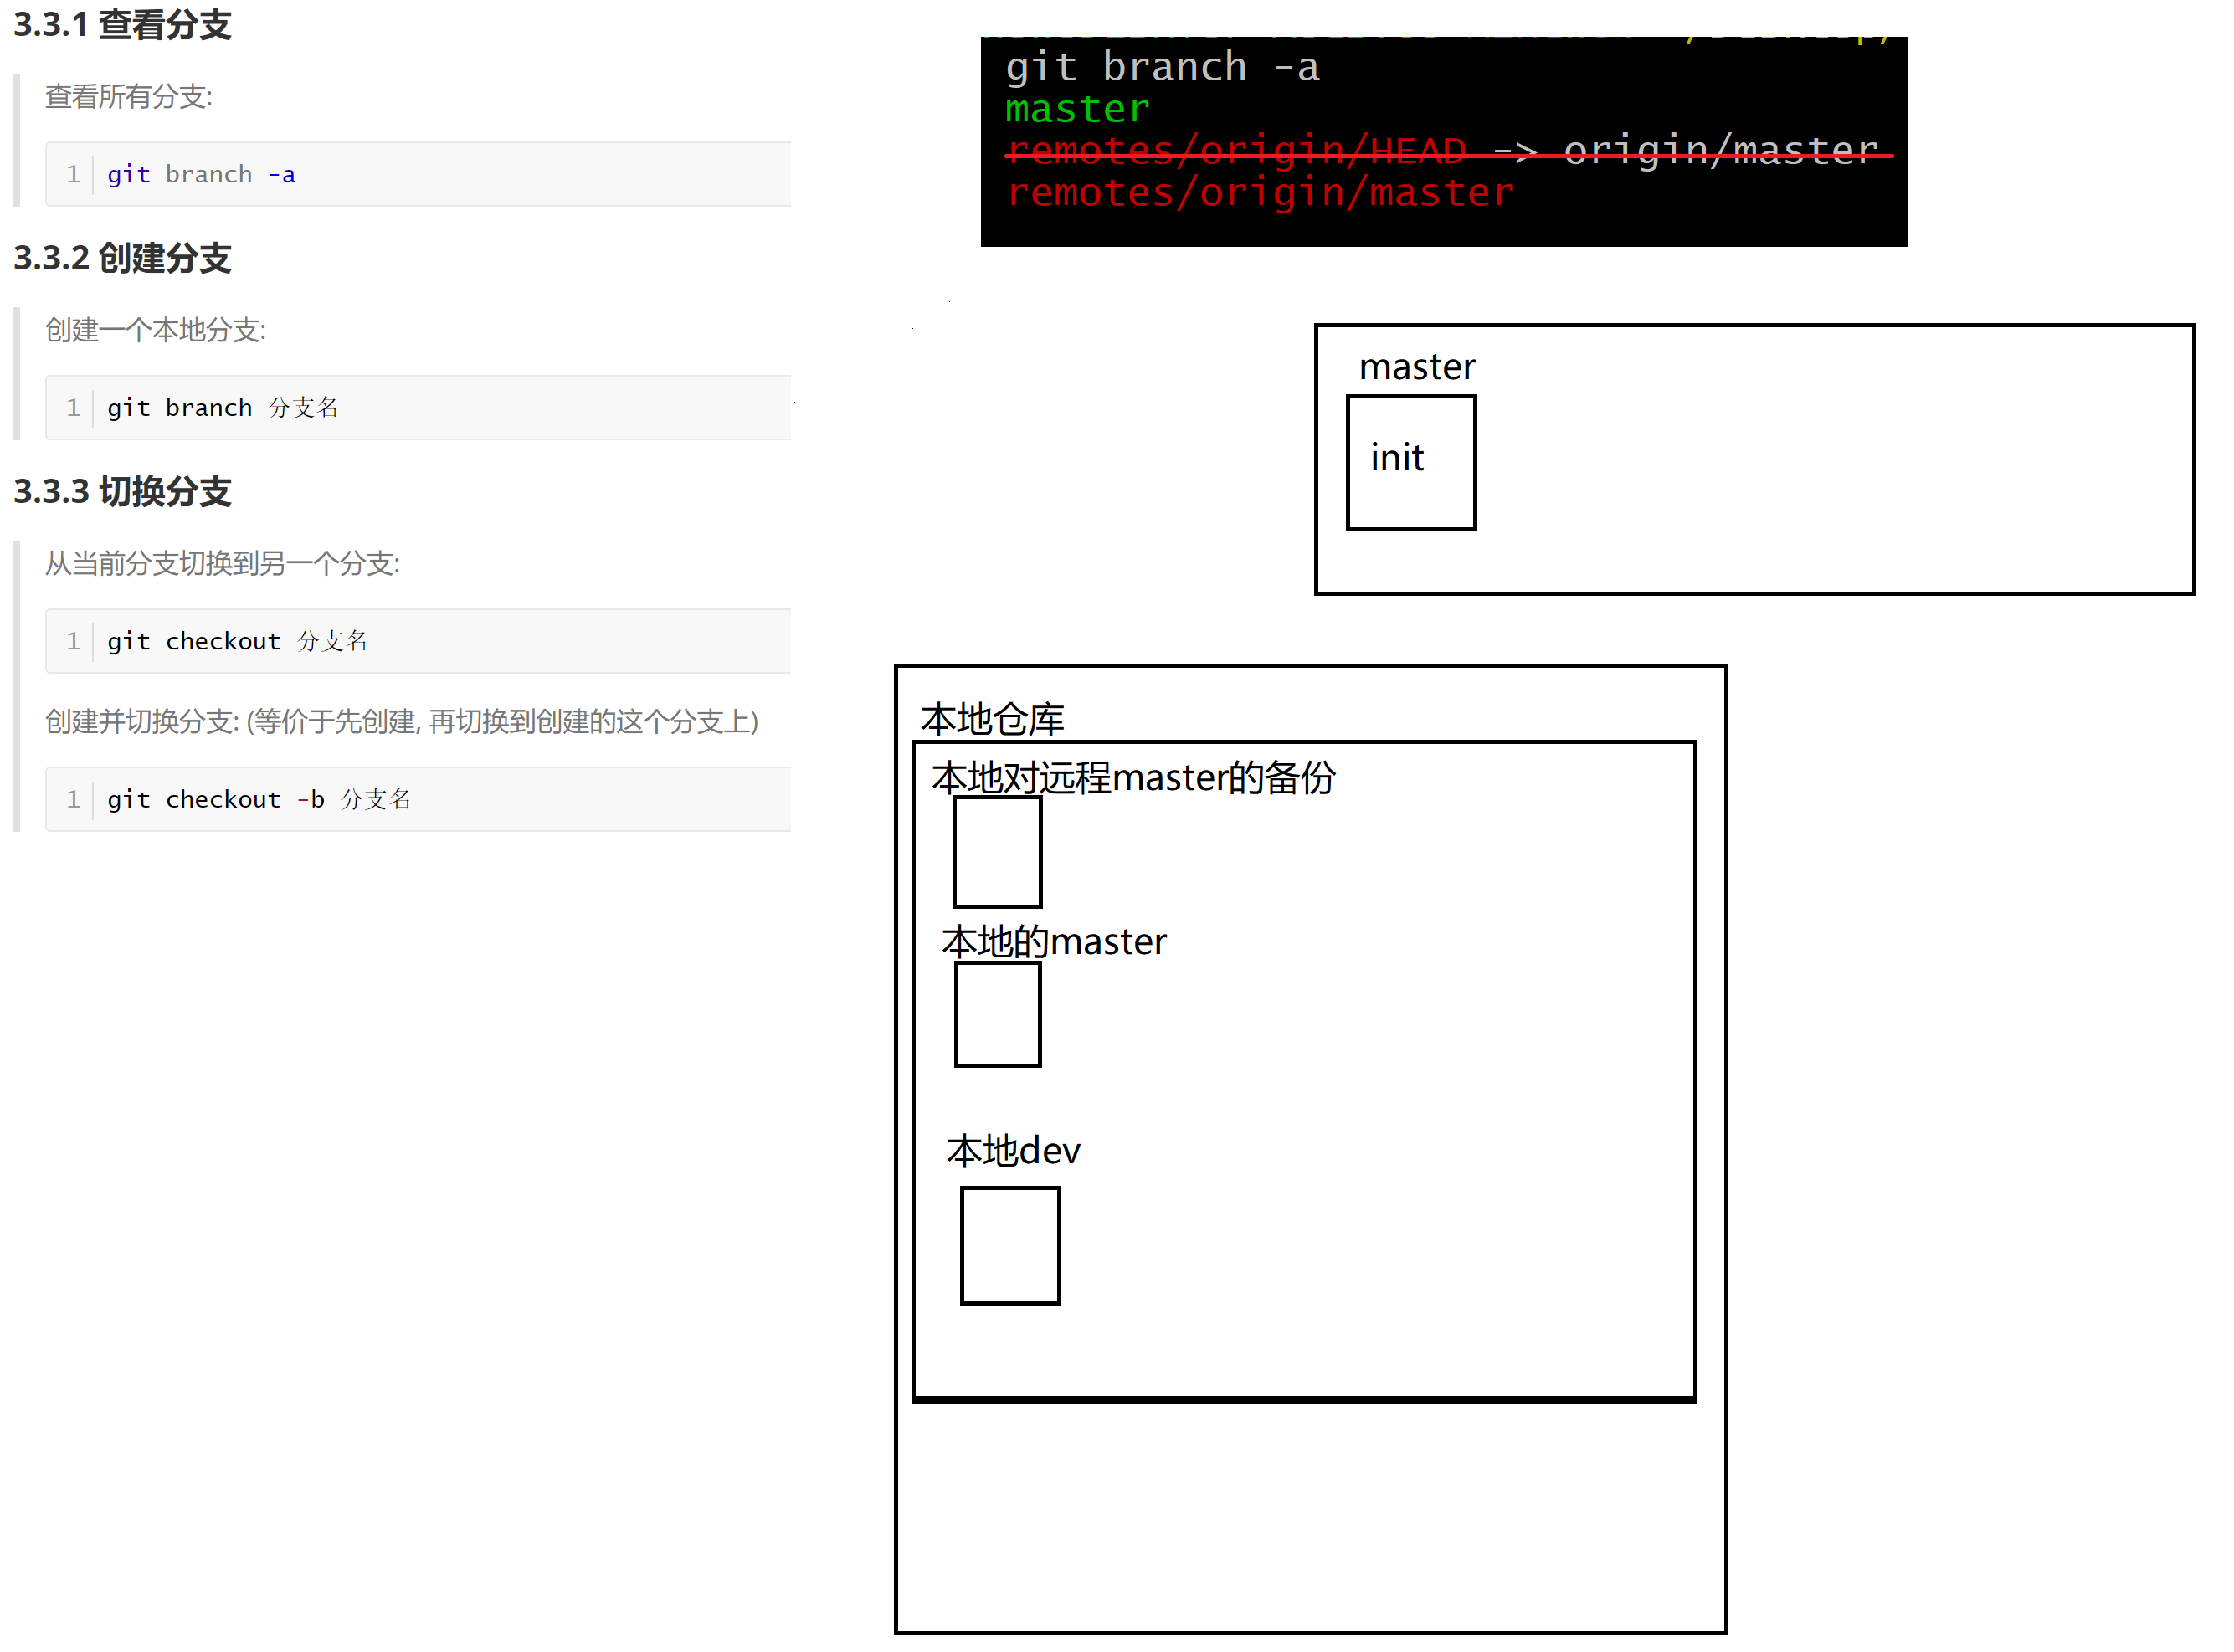 3.3.1 查看分支
查看所有分支:
1 git branch -a
3.3.2 创建分支
创建一个本地分支:
1 git branch 分支名
3.3.3 切换分支
从当前分支切换到另一个分支:
1 git checkout 分支名
创建并切换分支: (等价于先创建, 再切换到创建的这个分支上)
1 git checkout -b 分支名
git branch -a
master
remotes/origin/HEAD -> origin/master
remotes/origin/master
master
init
本地仓库
本地对远程master的备份
本地的master
本地dev